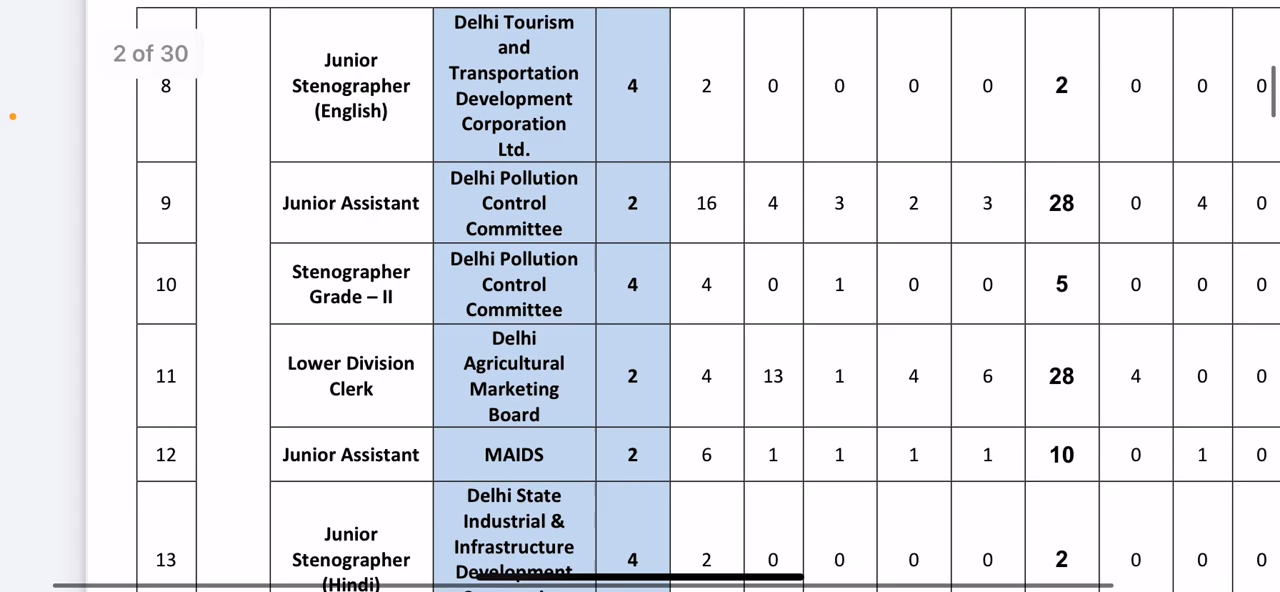 2 of 30
8
Junior
Stenographer
(English)
Delhi Tourism
and
Transportation
Development
Corporation
Ltd.
4 2 0 0 0 0 2 0 0 0
9
Junior Assistant
Delhi Pollution
Control
Committee
2 16 4 3 2 3 28 0 4 0
10
Stenographer
Grade – II
Delhi Pollution
Control
Committee
4 4 0 1 0 0 5 0 0 0
11
Lower Division
Clerk
Delhi
Agricultural
Marketing
Board
2 4 13 1 4 6 28 4 0 0
12
Junior Assistant
MAIDS
2 6 1 1 1 1 10 0 1 0
13
Junior
Stenographer
(Hindi)
Delhi State
Industrial &
Infrastructure
Development
4 2 0 0 0 0 2 0 0 0